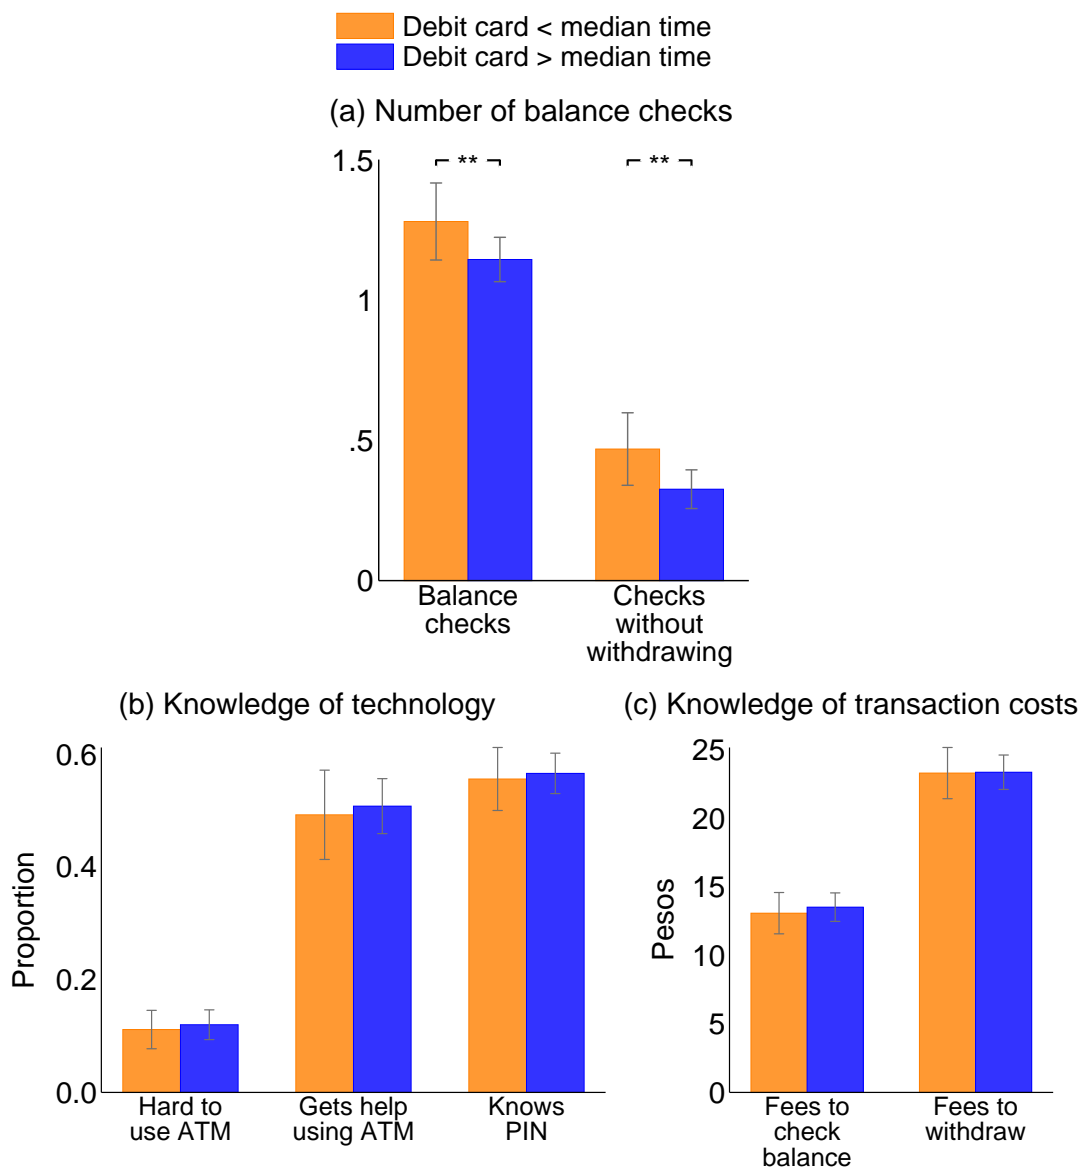 Debit card < median time
Debit card > median time
(a) Number of balance checks
1.5
1
.5
0
**
**
Balance
checks
Checks
without
withdrawing
(b) Knowledge of technology
Proportion
0.6
0.4
0.2
0.0
Hard to
use ATM
Gets help
using ATM
Knows
PIN
(c) Knowledge of transaction costs
Pesos
25
20
15
10
5
0
Fees to
check
balance
Fees to
withdraw